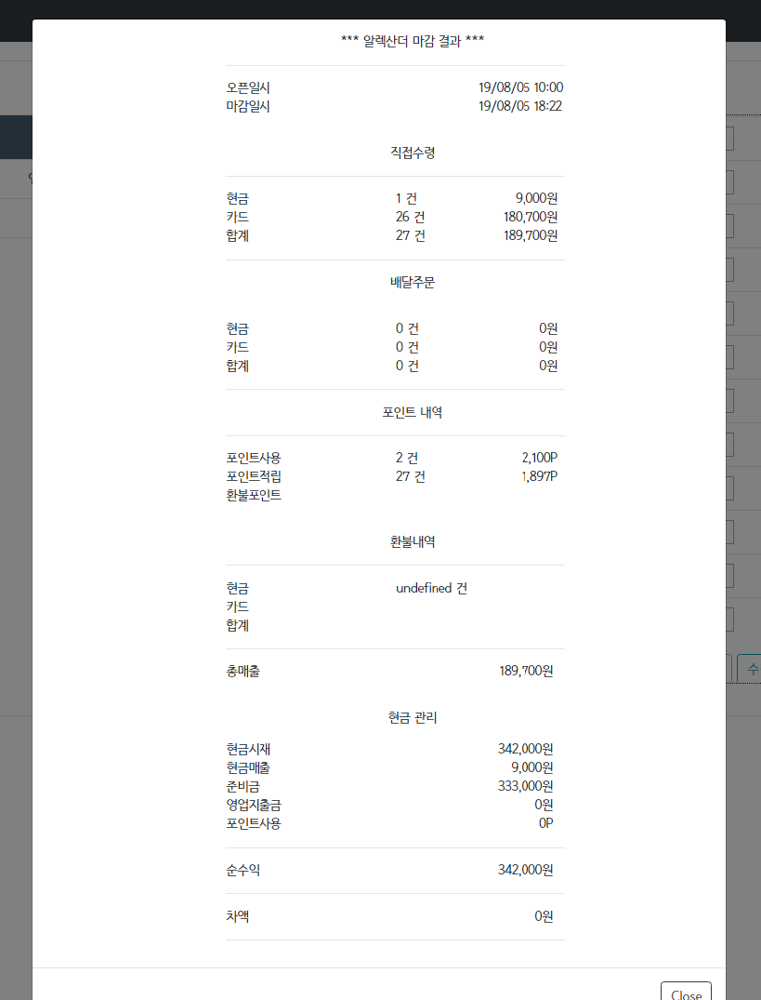 *** 알렉산더 마감 결과 ***
오픈일시 19/08/05 10:00
마감일시 19/08/05 18:22
직접수령
현금 1 건 9,000원
카드 26 건 180,700원
합계 27 건 189,700원
배달주문
현금 0 건 0원
카드 0 건 0원
합계 0 건 0원
포인트 내역
포인트사용 2 건 2,100P
포인트적립 27 건 1,897P
환불포인트
환불내역
현금 undefined 건
카드
합계
총매출 189,700원
수
현금 관리
현금시재 342,000원
현금매출 9,000원
준비금 333,000원
영업지출금 0원
포인트사용 0P
순수익 342,000원
차액 0원
Close